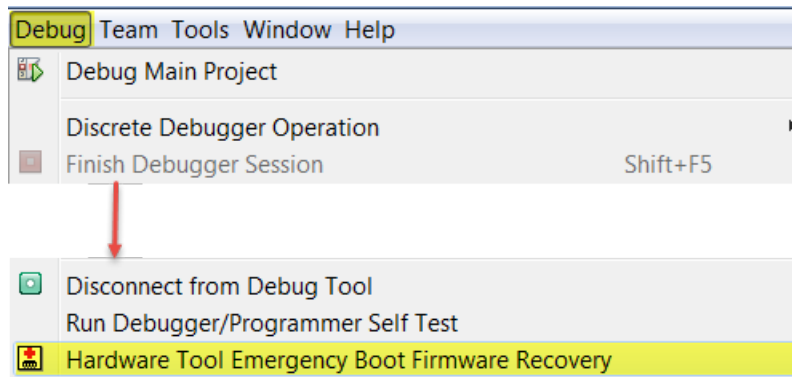 Debug Team Tools Window Help
Debug Main Project
Discrete Debugger Operation
Finish Debugger Session Shift+F5
Disconnect from Debug Tool
Run Debugger/Programmer Self Test
Hardware Tool Emergency Boot Firmware Recovery